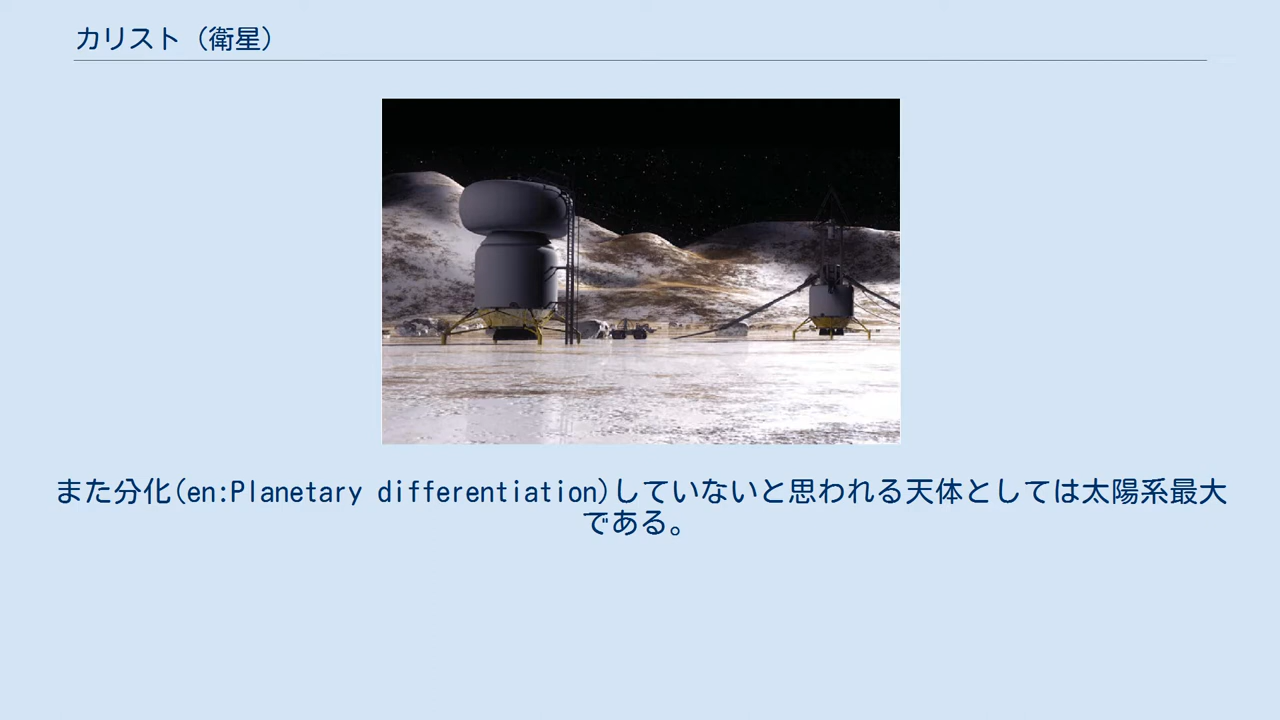 カリスト（衛星）
また分化(en:Planetary differentiation)していないと思われる天体としては太陽系最大
である。